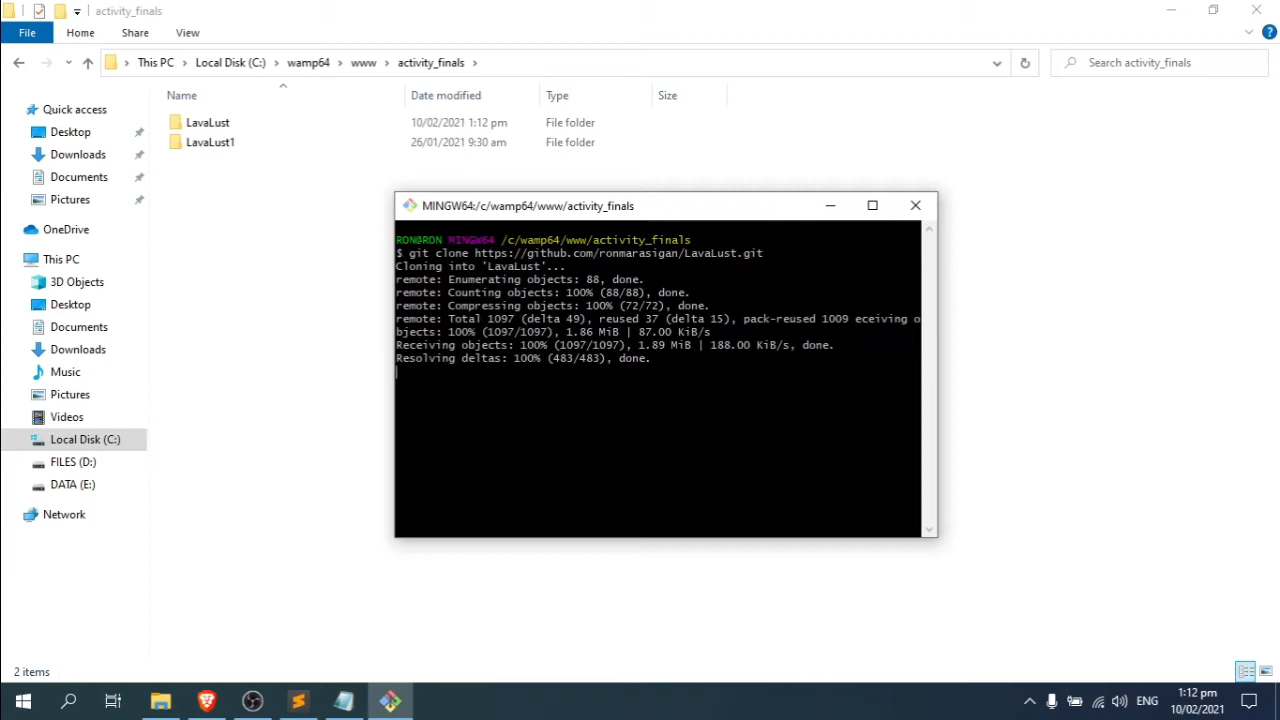 activity_finals
File Home Share View
This PC Local Disk (C:) wamp64 www activity_finals
Search activity_finals
Name Date modified Type Size
LavaLust 10/02/2021 1:12 pm File folder
LavaLust1 26/01/2021 9:30 am File folder
Quick access
Desktop
Downloads
Documents
Pictures
OneDrive
This PC
3D Objects
Desktop
Documents
Downloads
Music
Pictures
Videos
Local Disk (C:)
FILES (D:)
DATA (E:)
Network
MINGW64:/c/wamp64/www/activity_finals
RON@RON MINGW64 /c/wamp64/www/activity_finals
$ git clone https://github.com/ronmarasigan/LavaLust.git
Cloning into 'LavaLust'...
remote: Enumerating objects: 88, done.
remote: Counting objects: 100% (88/88), done.
remote: Compressing objects: 100% (72/72), done.
remote: Total 1097 (delta 49), reused 37 (delta 15), pack-reused 1009 eceiving o
bjects: 100% (1097/1097), 1.86 MiB | 87.00 KiB/s
Receiving objects: 100% (1097/1097), 1.89 MiB | 188.00 KiB/s, done.
Resolving deltas: 100% (483/483), done.
2 items
ENG
1:12 pm
10/02/2021